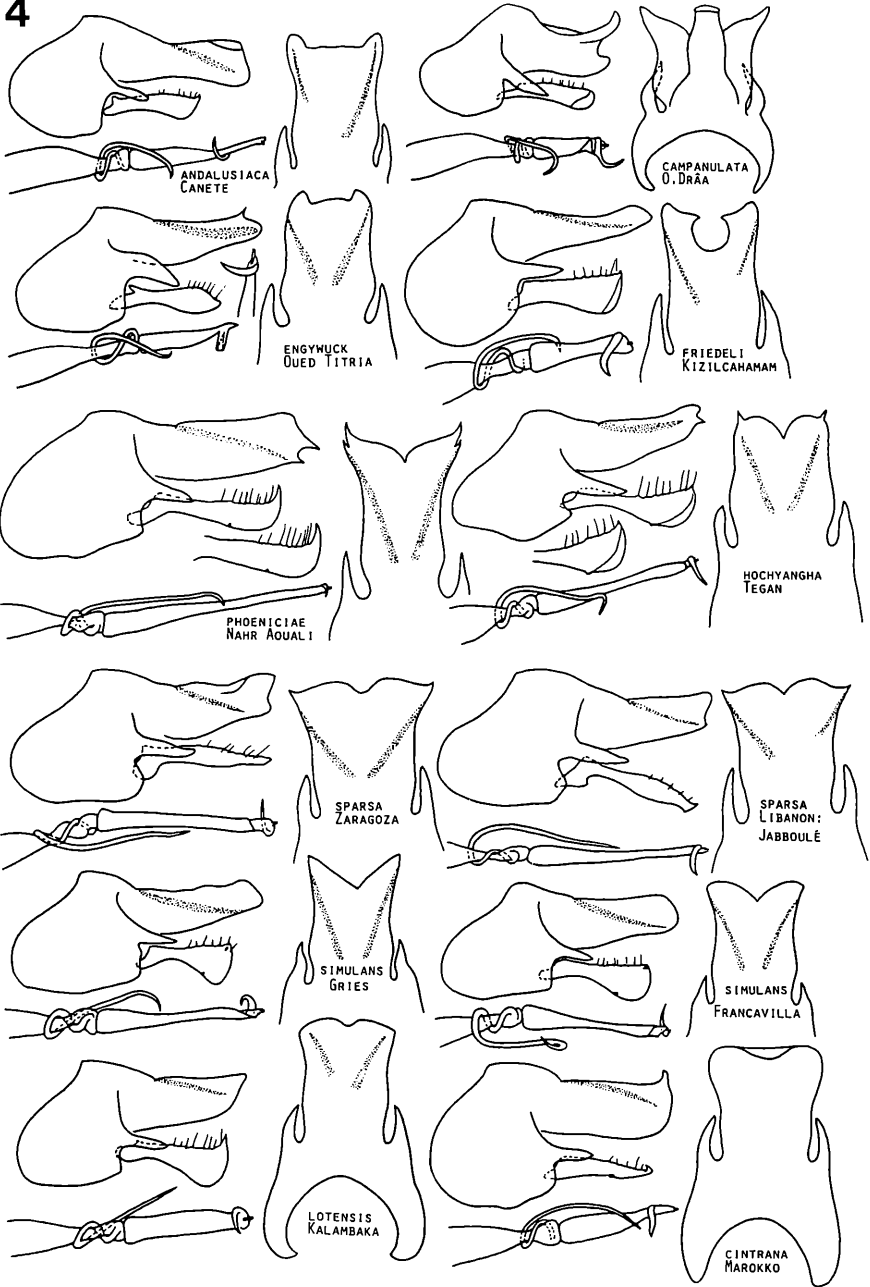 4
ANDALUSIACA
CANETE
CAMPANULATA
O.DRÂA
ENGYWUCK
OUED TITRIA
FRIEDELI
KIZILCAHAMAM
PHOENICIAE
NAHR AOUALI
HOCHYANGHA
TEGAN
SPARSA
ZARAGOZA
SPARSA
LIBANON:
JABBOULÉ
SIMULANS
GRIES
SIMULANS
FRANCAVILLA
LOTENSIS
KALAMBAKA
CINTRANA
MAROKKO